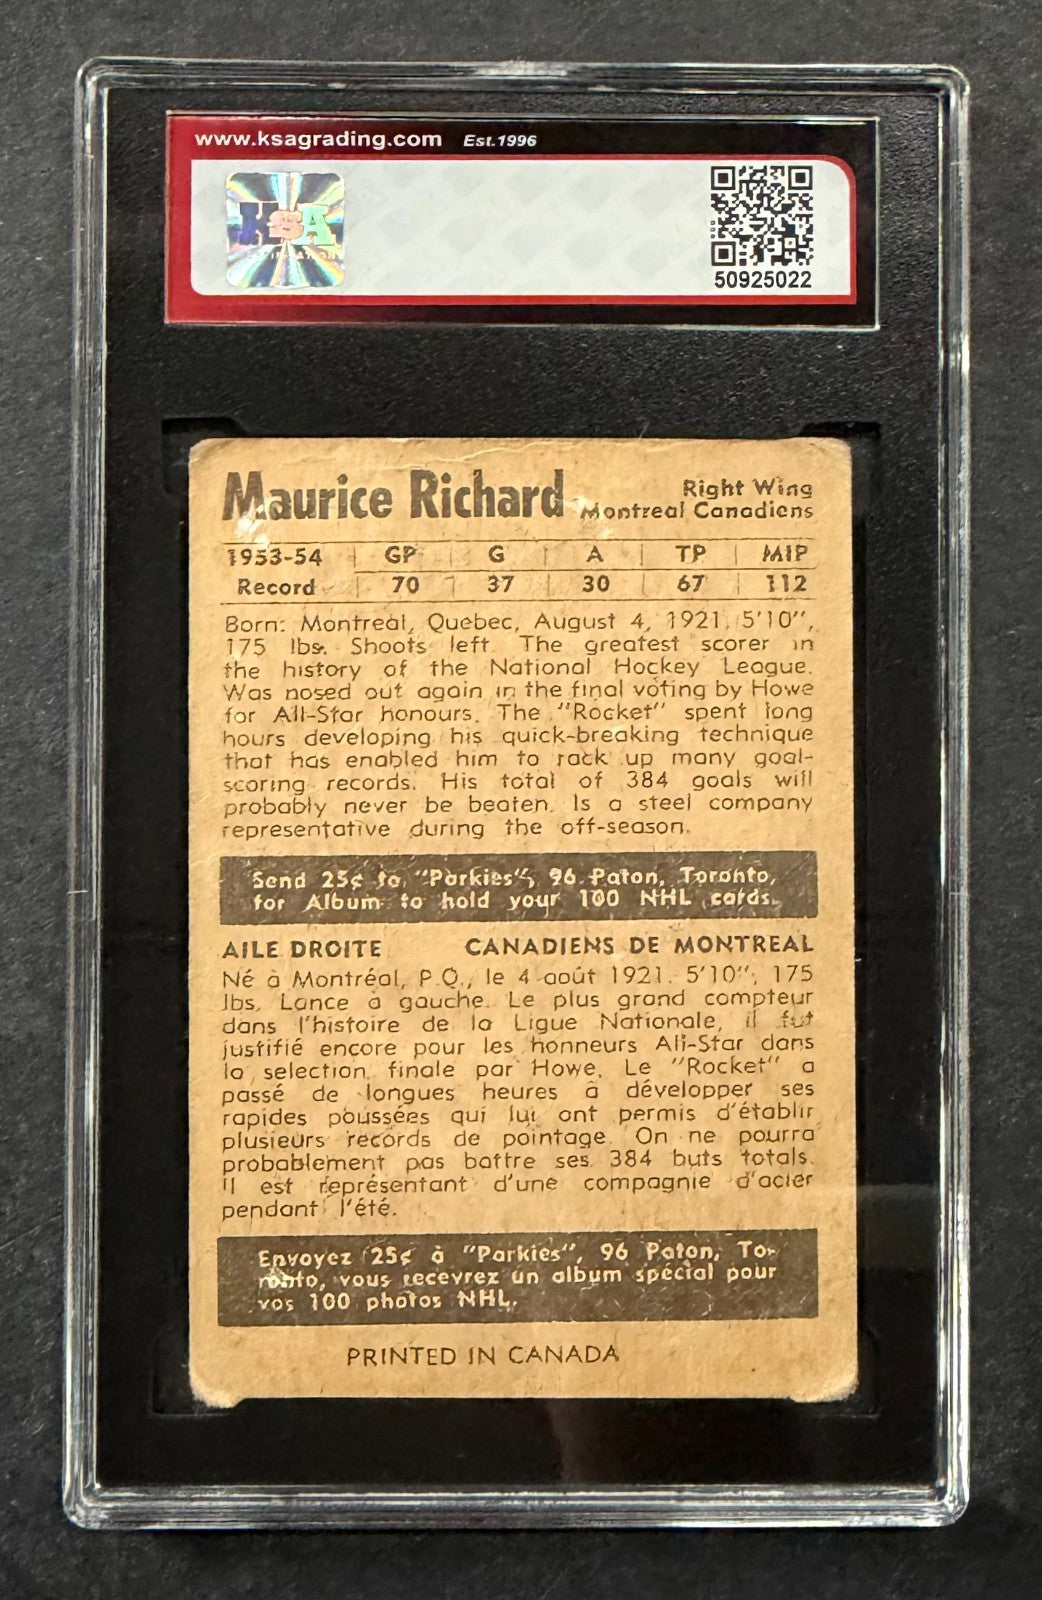 www.ksagrading.com Est.1996
KSA
50925022
Maurice Richard
Right Wing
Montreal Canadiens
1953-54 GP G A TP MIP
Record 70 37 30 67 112
Born: Montreal, Quebec, August 4, 1921. 5'10",
175 lbs. Shoots left. The greatest scorer in
the history of the National Hockey League.
Was nosed out again in the final voting by Howe
for All-Star honours. The "Rocket" spent long
hours developing his quick-breaking technique
that has enabled him to rack up many goal-
scoring records. His total of 384 goals will
probably never be beaten. Is a steel company
representative during the off-season.
Send 25¢ to "Parkies", 96 Paton, Toronto,
for Album to hold your 100 NHL cards.
AILE DROITE CANADIENS DE MONTREAL
Né à Montréal, P.Q., le 4 août 1921. 5'10", 175
lbs. Lance à gauche. Le plus grand compteur
dans l'histoire de la Ligue Nationale, il fut
justifié encore pour les honneurs All-Star dans
la selection finale par Howe. Le "Rocket" a
passé de longues heures à développer ses
rapides poussées qui lui ont permis d'établir
plusieurs records de pointage. On ne pourra
probablement pas battre ses 384 buts totals.
Il est représentant d'une compagnie d'acier
pendant l'été.
Envoyez 25¢ à "Parkies", 96 Paton, To-
ronto, vous recevrez un album spécial pour
vos 100 photos NHL.
PRINTED IN CANADA